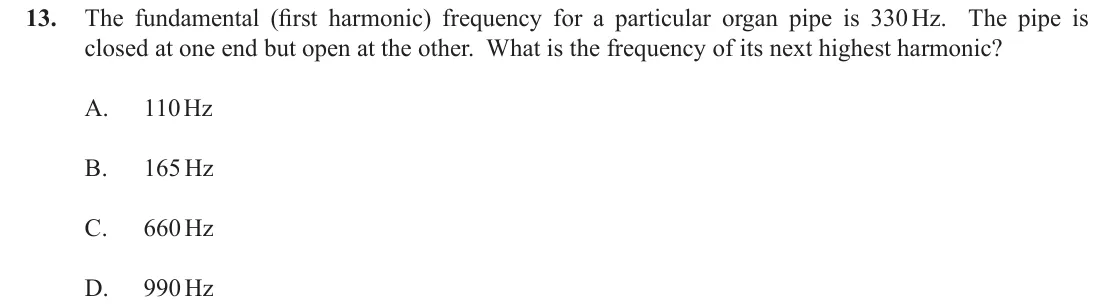 13. The fundamental (first harmonic) frequency for a particular organ pipe is 330 Hz. The pipe is
closed at one end but open at the other. What is the frequency of its next highest harmonic?
A. 110 Hz
B. 165 Hz
C. 660 Hz
D. 990 Hz